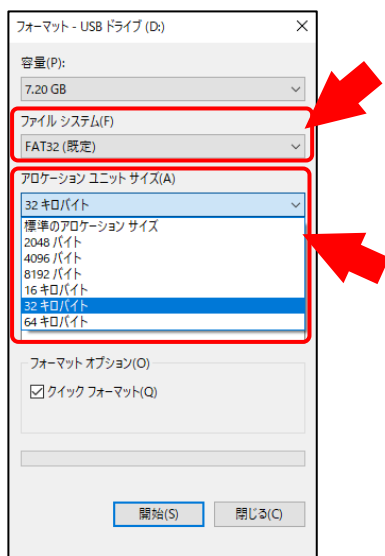 フォーマット - USB ドライブ (D:)
容量(P):
7.20 GB
ファイル システム(F)
FAT32 (既定)
アロケーション ユニット サイズ(A)
32 キロバイト
標準のアロケーション サイズ
2048 バイト
4096 バイト
8192 バイト
16 キロバイト
32 キロバイト
64 キロバイト
フォーマット オプション(O)
クイック フォーマット(Q)
開始(S) 閉じる(C)